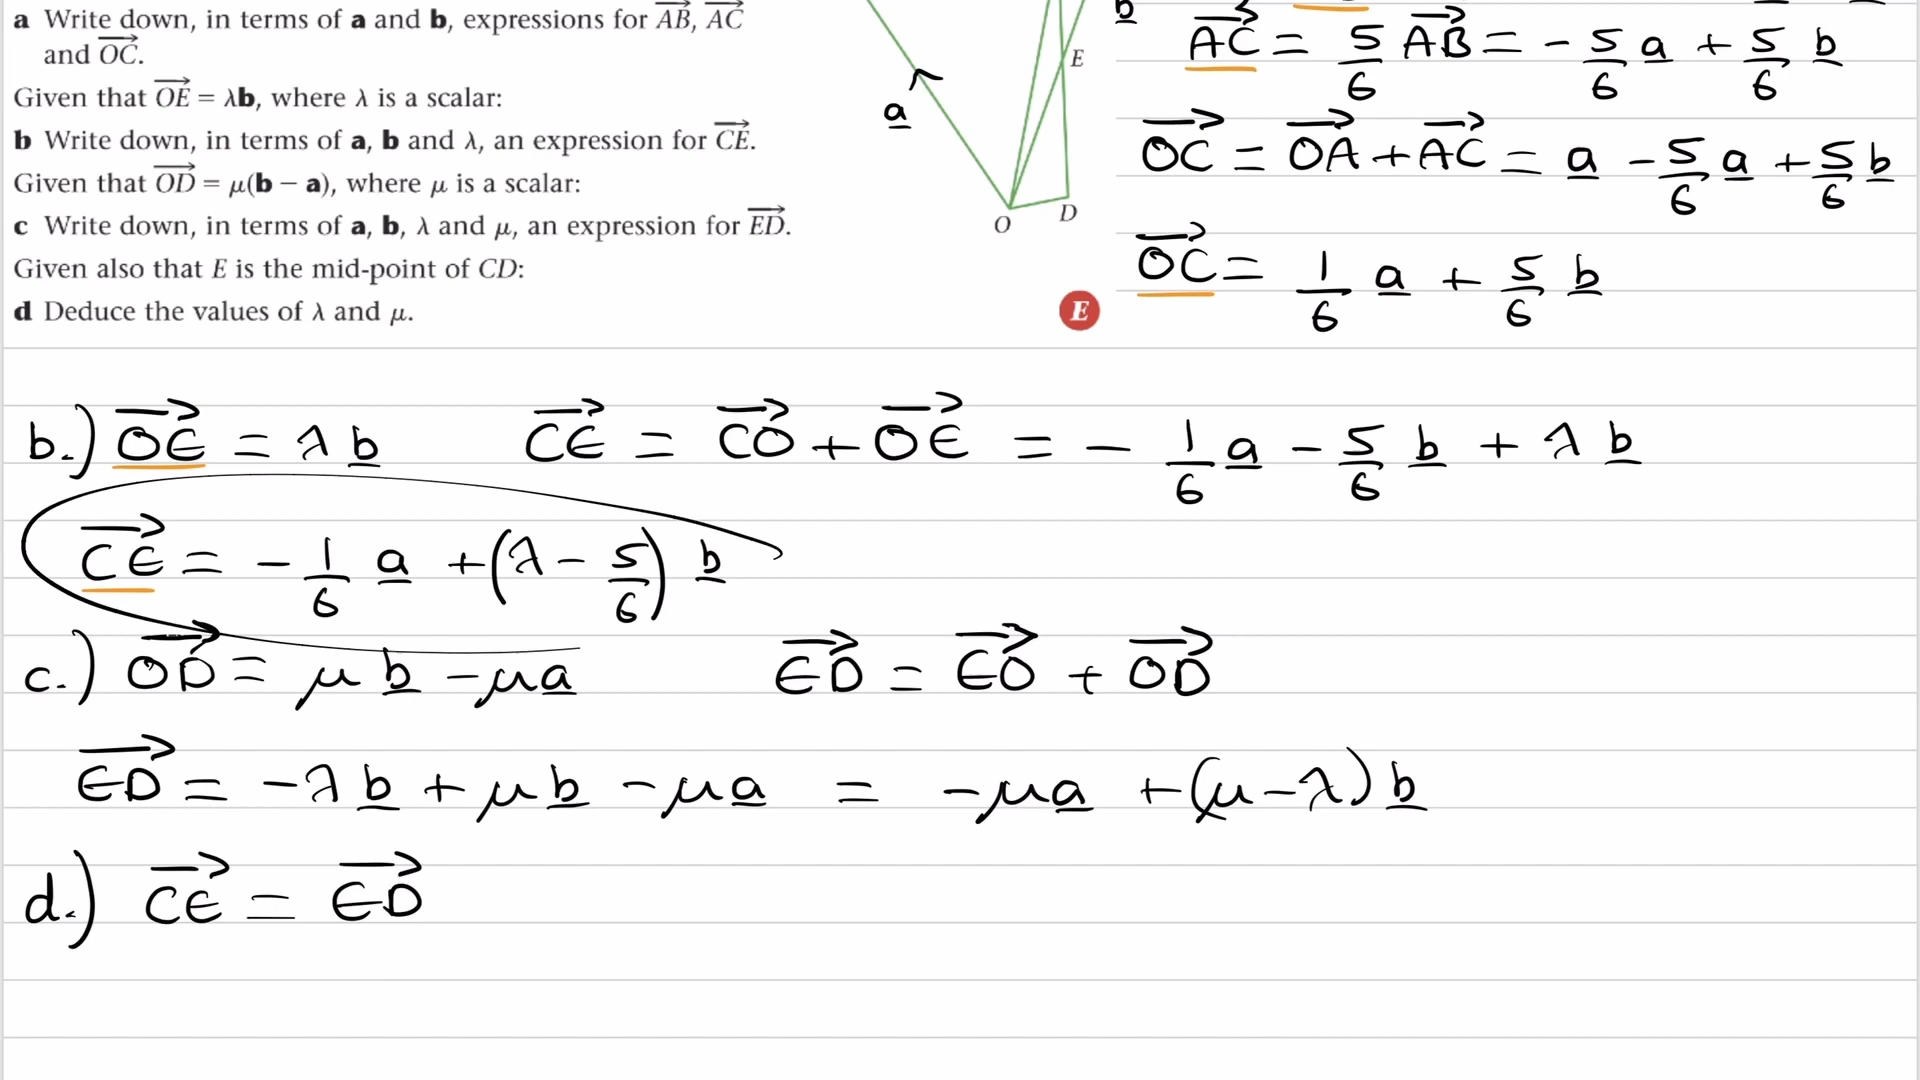 a Write down, in terms of a and b, expressions for AB, AC
and OC.
Given that OE = λb, where λ is a scalar:
b Write down, in terms of a, b and λ, an expression for CE.
Given that OD = μ(b − a), where μ is a scalar:
c Write down, in terms of a, b, λ and μ, an expression for ED.
Given also that E is the mid-point of CD:
d Deduce the values of λ and μ.
a
E
O
D
E
b
AC = 5/6 AB = - 5/6 a + 5/6 b
OC = OA + AC = a - 5/6 a + 5/6 b
OC = 1/6 a + 5/6 b
b.) OE = λ b CE = CO + OE = - 1/6 a - 5/6 b + λ b
CE = - 1/6 a + (λ - 5/6) b
c.) OD = μ b - μ a ED = EO + OD
ED = - λ b + μ b - μ a = - μ a + (μ - λ) b
d.) CE = ED